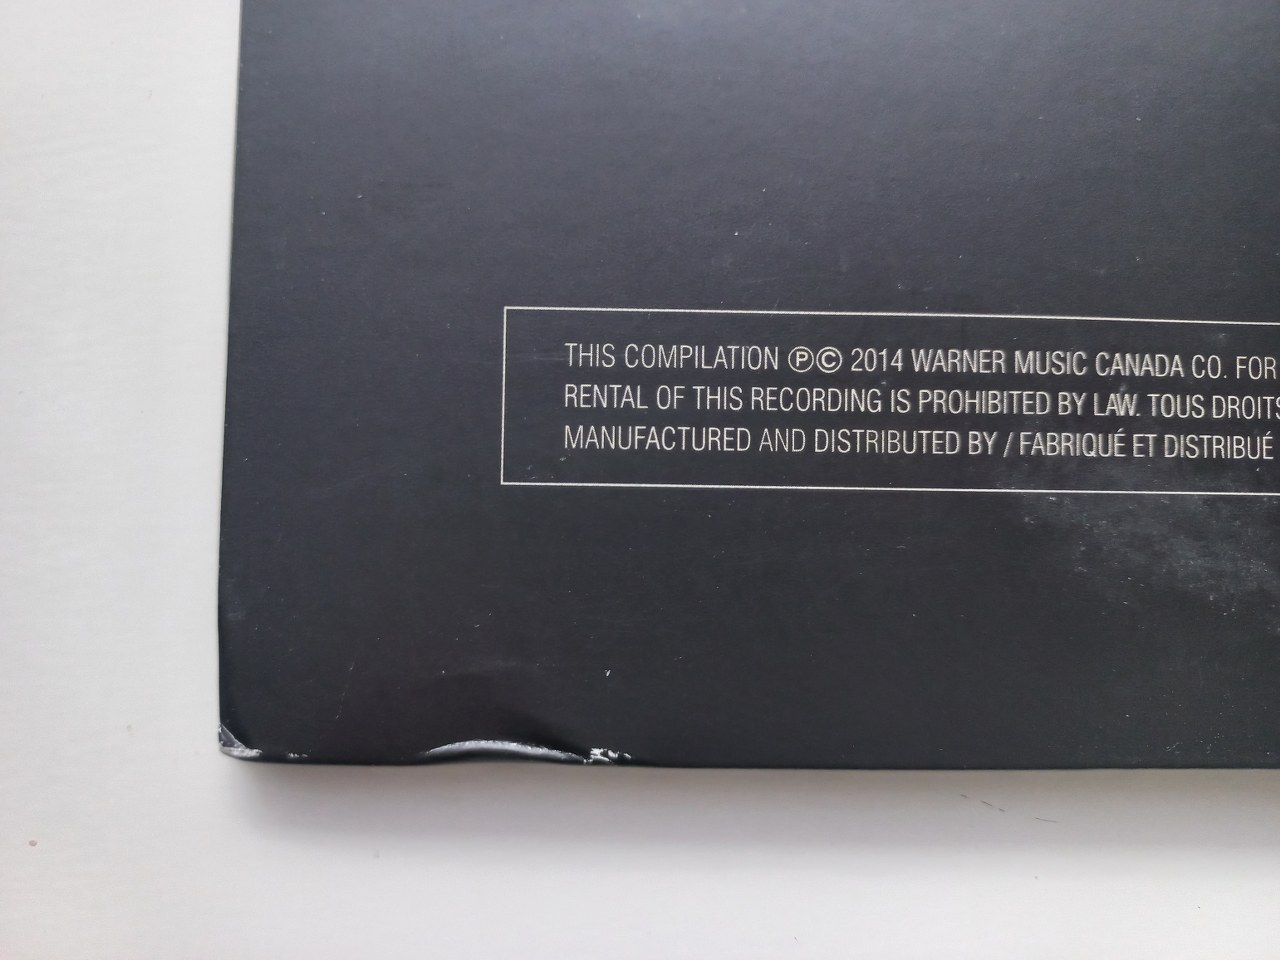 THIS COMPILATION ℗© 2014 WARNER MUSIC CANADA CO. FOR
RENTAL OF THIS RECORDING IS PROHIBITED BY LAW. TOUS DROITS
MANUFACTURED AND DISTRIBUTED BY / FABRIQUÉ ET DISTRIBUÉ